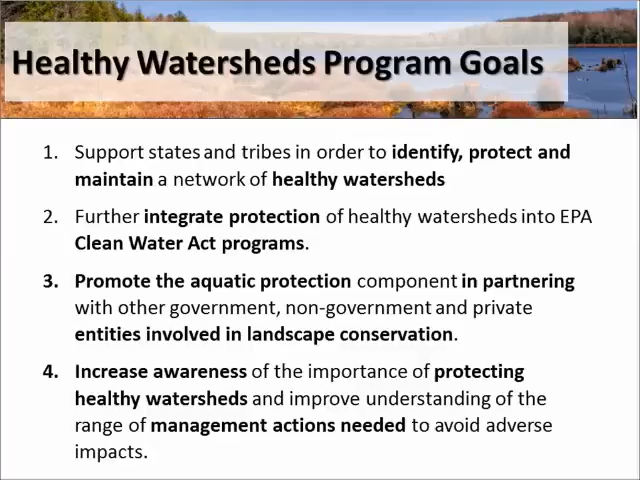 Healthy Watersheds Program Goals
1. Support states and tribes in order to identify, protect and
maintain a network of healthy watersheds
2. Further integrate protection of healthy watersheds into EPA
Clean Water Act programs.
3. Promote the aquatic protection component in partnering
with other government, non-government and private
entities involved in landscape conservation.
4. Increase awareness of the importance of protecting
healthy watersheds and improve understanding of the
range of management actions needed to avoid adverse
impacts.